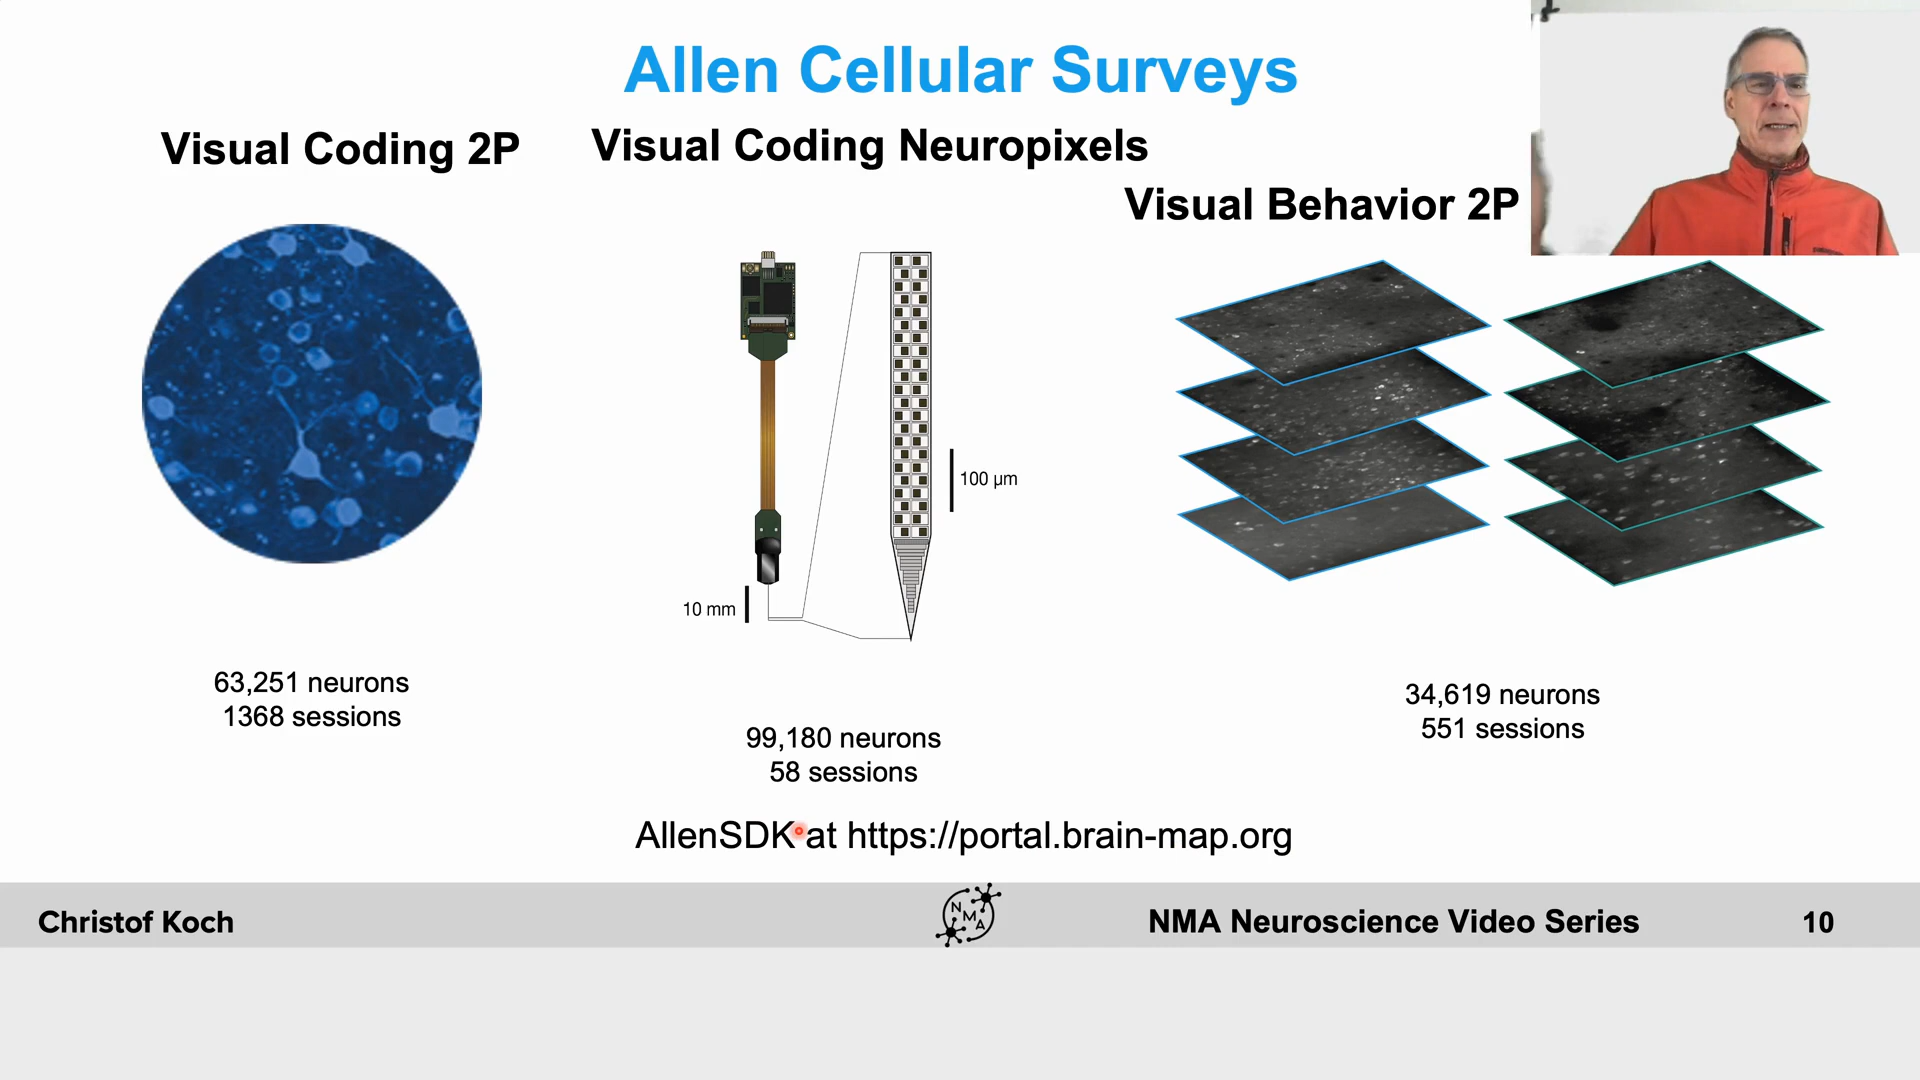 Allen Cellular Surveys
Visual Coding 2P
Visual Coding Neuropixels
Visual Behavior 2P
100 µm
10 mm
63,251 neurons
1368 sessions
99,180 neurons
58 sessions
34,619 neurons
551 sessions
AllenSDK at https://portal.brain-map.org
Christof Koch
NMA
NMA Neuroscience Video Series
10